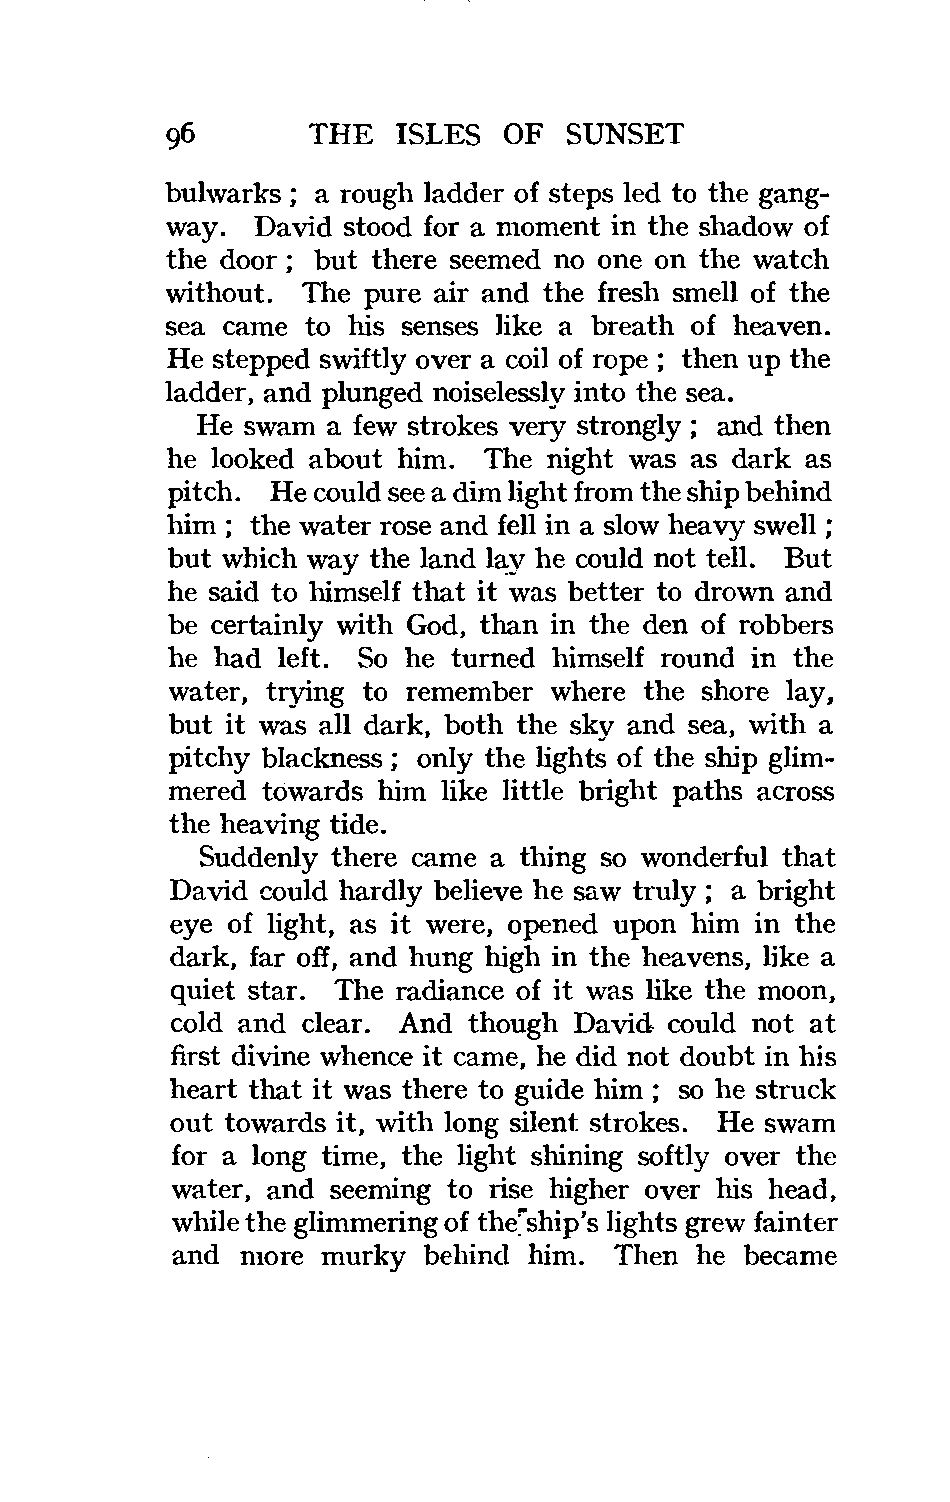 96 THE ISLES OF SUNSET
bulwarks ; a rough ladder of steps led to the gang-
way. David stood for a moment in the shadow of
the door ; but there seemed no one on the watch
without. The pure air and the fresh smell of the
sea came to his senses like a breath of heaven.
He stepped swiftly over a coil of rope ; then up the
ladder, and plunged noiselessly into the sea.
He swam a few strokes very strongly ; and then
he looked about him. The night was as dark as
pitch. He could see a dim light from the ship behind
him ; the water rose and fell in a slow heavy swell ;
but which way the land lay he could not tell. But
he said to himself that it was better to drown and
be certainly with God, than in the den of robbers
he had left. So he turned himself round in the
water, trying to remember where the shore lay,
but it was all dark, both the sky and sea, with a
pitchy blackness ; only the lights of the ship glim-
mered towards him like little bright paths across
the heaving tide.
Suddenly there came a thing so wonderful that
David could hardly believe he saw truly ; a bright
eye of light, as it were, opened upon him in the
dark, far off, and hung high in the heavens, like a
quiet star. The radiance of it was like the moon,
cold and clear. And though David could not at
first divine whence it came, he did not doubt in his
heart that it was there to guide him ; so he struck
out towards it, with long silent strokes. He swam
for a long time, the light shining softly over the
water, and seeming to rise higher over his head,
while the glimmering of the ship's lights grew fainter
and more murky behind him. Then he became